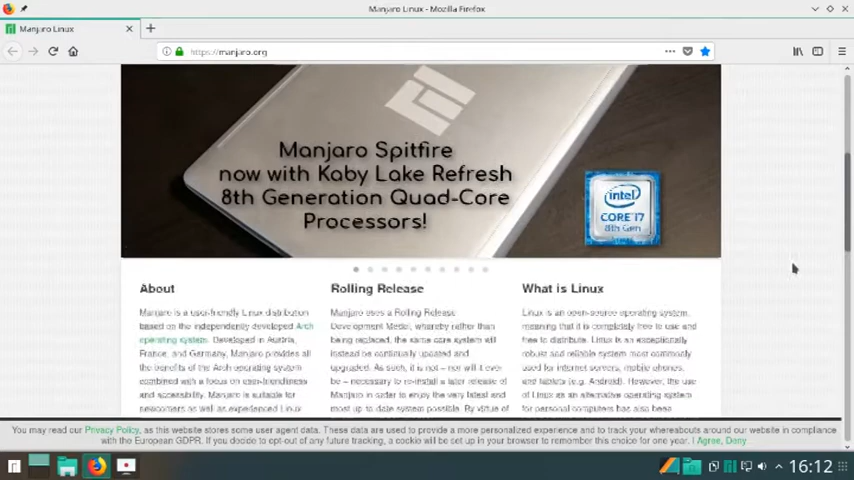 Manjaro Linux - Mozilla Firefox
Manjaro Linux
https://manjaro.org
Manjaro Spitfire
now with Kaby Lake Refresh
8th Generation Quad-Core
Processors!
intel
CORE i7
8th Gen
About
Manjaro is a user-friendly Linux distribution
based on the independently developed Arch
operating system. Developed in Austria,
France, and Germany, Manjaro provides all
the benefits of the Arch operating system
combined with a focus on user-friendliness
and accessibility. Manjaro is suitable for
newcomers as well as experienced Linux
Rolling Release
Manjaro uses a Rolling Release
Development Model, whereby rather than
being replaced, the same core system will
instead be continually updated and
upgraded. As such, it is not – nor will it ever
be – necessary to re-install a later release of
Manjaro in order to enjoy the very latest and
most up to date system possible. By virtue of
What is Linux
Linux is an open-source operating system,
meaning that it is completely free to use and
free to distribute. Linux is an exceptionally
robust and reliable system most commonly
used for internet servers, mobile phones,
and tablets (e.g. Android). However, the use
of Linux as an alternative operating system
for personal computers has also been
You may read our Privacy Policy, as this website stores some user agent data. These data are used to provide a more personalized experience and to track your whereabouts around our website in compliance
with the European GDPR. If you decide to opt-out of any future tracking, a cookie will be set up in your browser to remember this choice for one year. I Agree, Deny
16:12